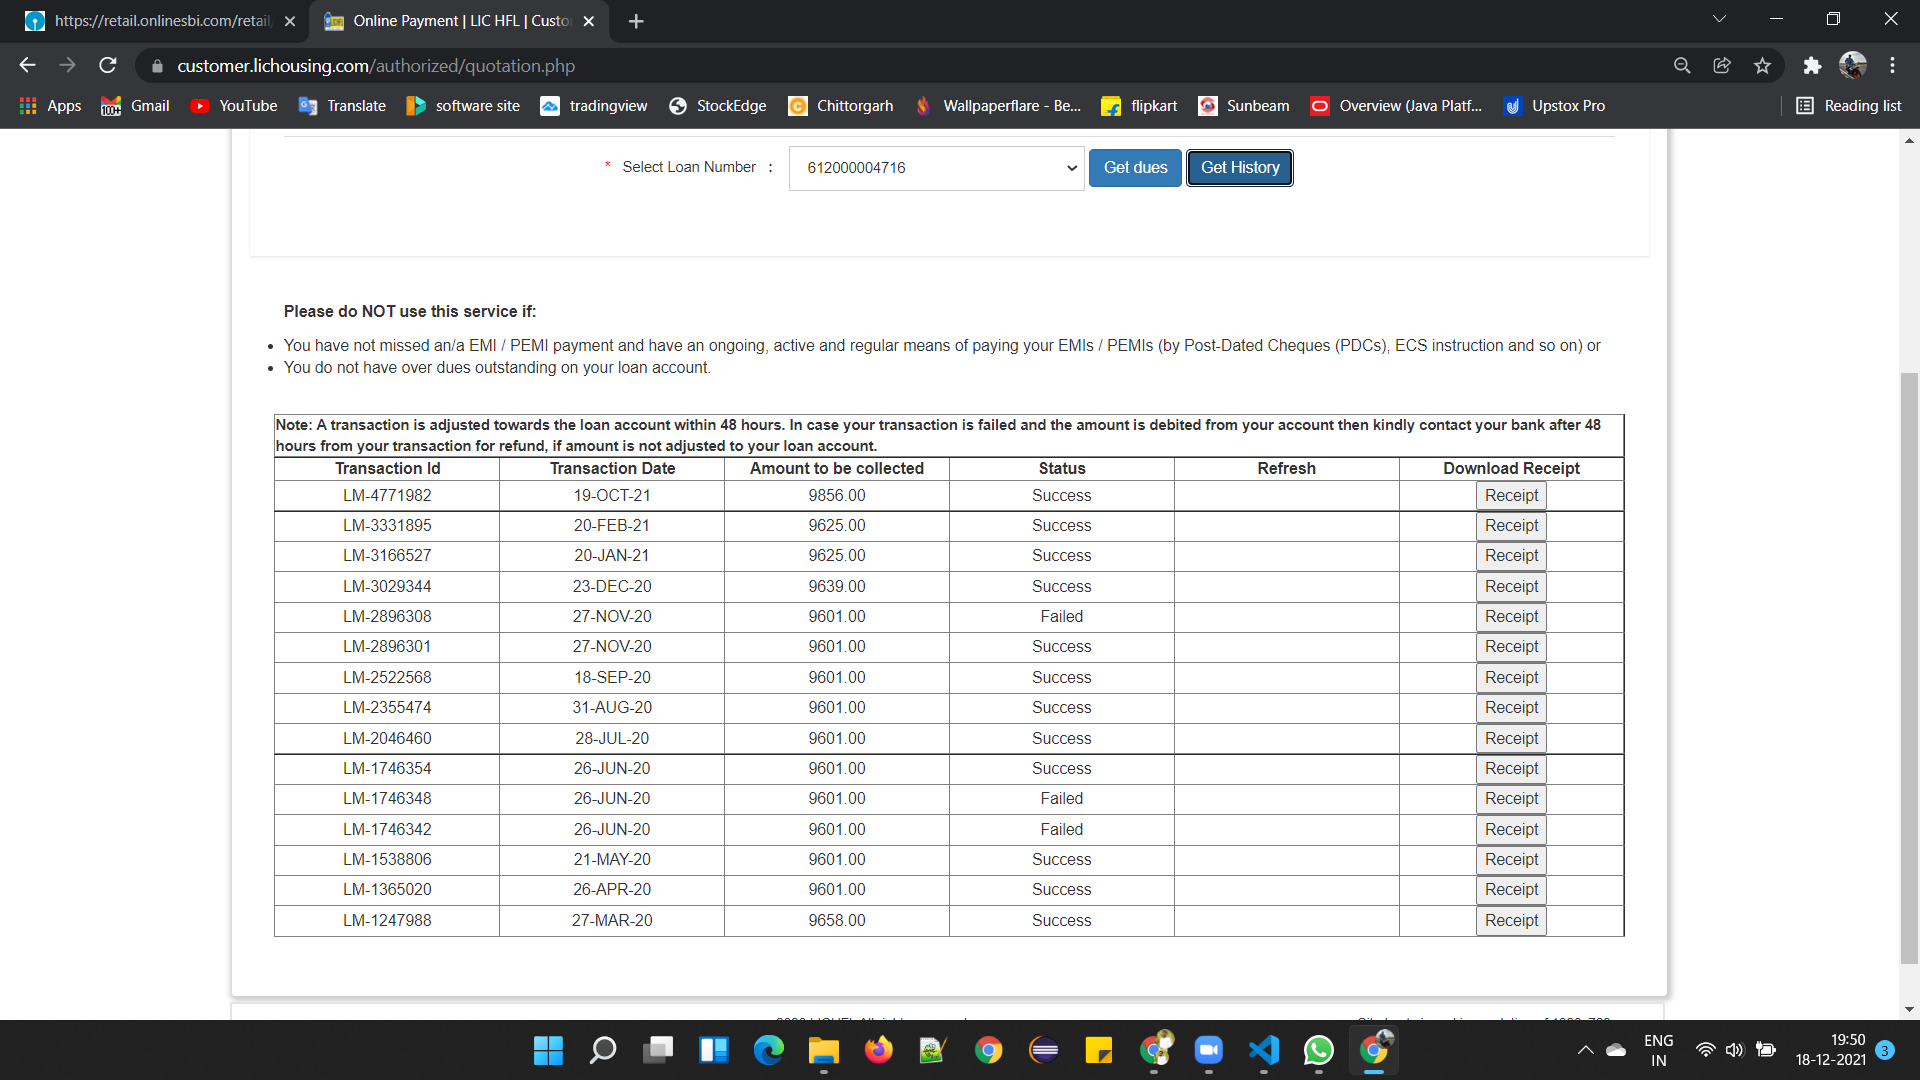 https://retail.onlinesbi.com/retail
Online Payment | LIC HFL | Custo
customer.lichousing.com/authorized/quotation.php
Apps Gmail YouTube Translate software site tradingview StockEdge Chittorgarh Wallpaperflare - Be... flipkart Sunbeam Overview (Java Platf... Upstox Pro Reading list
* Select Loan Number : 612000004716 Get dues Get History
Please do NOT use this service if:
• You have not missed an/a EMI / PEMI payment and have an ongoing, active and regular means of paying your EMIs / PEMIs (by Post-Dated Cheques (PDCs), ECS instruction and so on) or
• You do not have over dues outstanding on your loan account.
Note: A transaction is adjusted towards the loan account within 48 hours. In case your transaction is failed and the amount is debited from your account then kindly contact your bank after 48
hours from your transaction for refund, if amount is not adjusted to your loan account.
Transaction Id Transaction Date Amount to be collected Status Refresh Download Receipt
LM-4771982 19-OCT-21 9856.00 Success Receipt
LM-3331895 20-FEB-21 9625.00 Success Receipt
LM-3166527 20-JAN-21 9625.00 Success Receipt
LM-3029344 23-DEC-20 9639.00 Success Receipt
LM-2896308 27-NOV-20 9601.00 Failed Receipt
LM-2896301 27-NOV-20 9601.00 Success Receipt
LM-2522568 18-SEP-20 9601.00 Success Receipt
LM-2355474 31-AUG-20 9601.00 Success Receipt
LM-2046460 28-JUL-20 9601.00 Success Receipt
LM-1746354 26-JUN-20 9601.00 Success Receipt
LM-1746348 26-JUN-20 9601.00 Failed Receipt
LM-1746342 26-JUN-20 9601.00 Failed Receipt
LM-1538806 21-MAY-20 9601.00 Success Receipt
LM-1365020 26-APR-20 9601.00 Success Receipt
LM-1247988 27-MAR-20 9658.00 Success Receipt
ENG 19:50
IN 18-12-2021 3